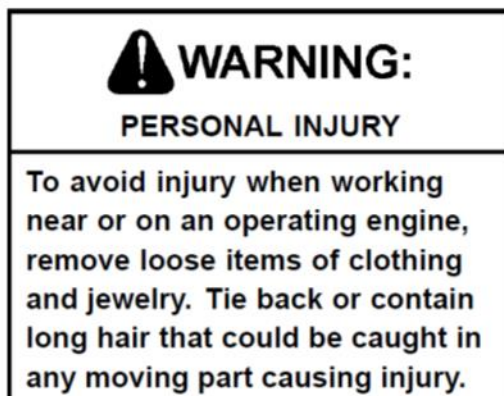 WARNING:
PERSONAL INJURY
To avoid injury when working
near or on an operating engine,
remove loose items of clothing
and jewelry. Tie back or contain
long hair that could be caught in
any moving part causing injury.